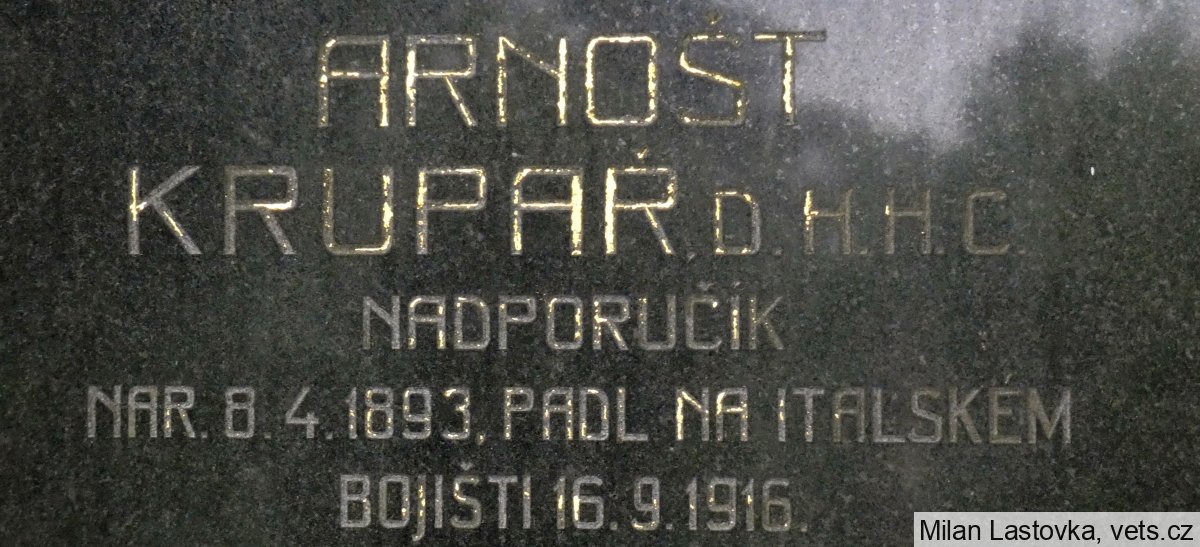 ARNOŠT
KRUPAŘ D.H.H.C.
NADPORUČÍK
NAR. 8. 4. 1893, PADL NA ITALSKÉM
BOJIŠTI 16. 9. 1916.
Milan Lastovka, vets.cz